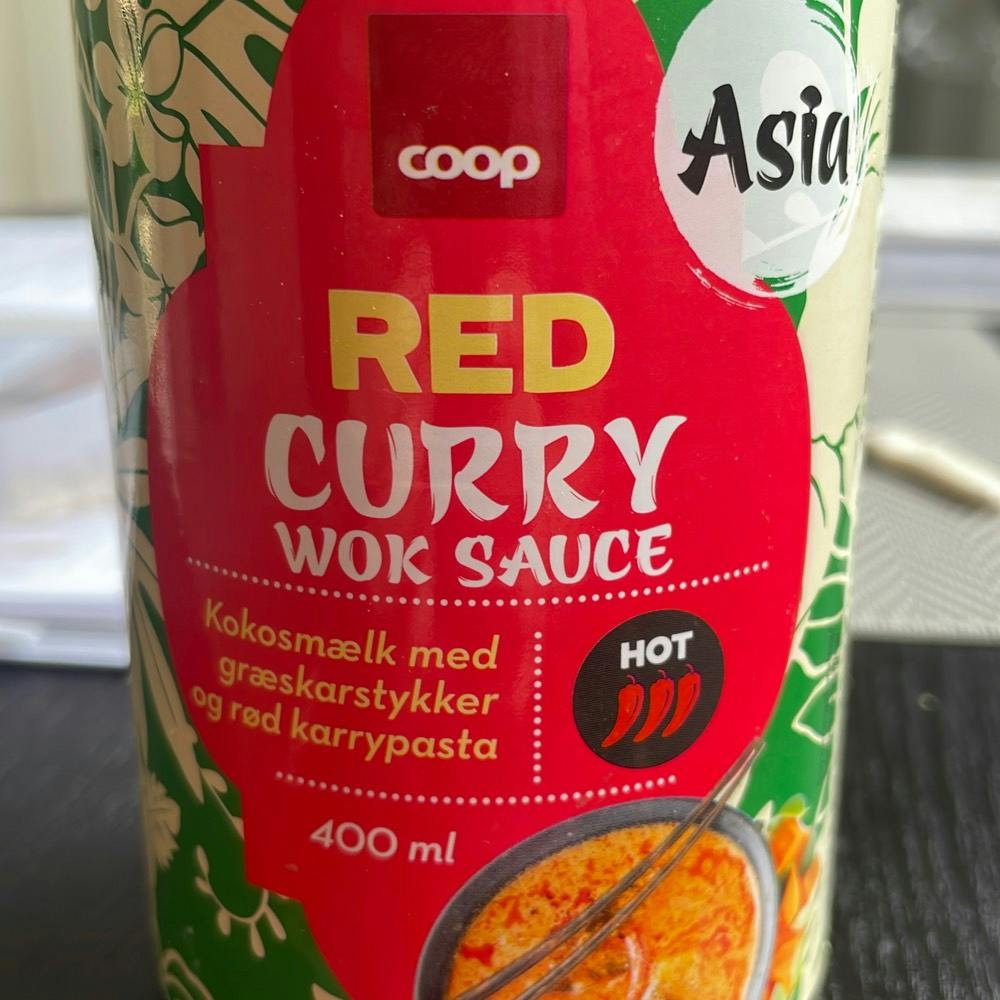 coop
Asia
RED
CURRY
WOK SAUCE
Kokosmælk med
græskarstykker
og rød karrypasta
HOT
400 ml